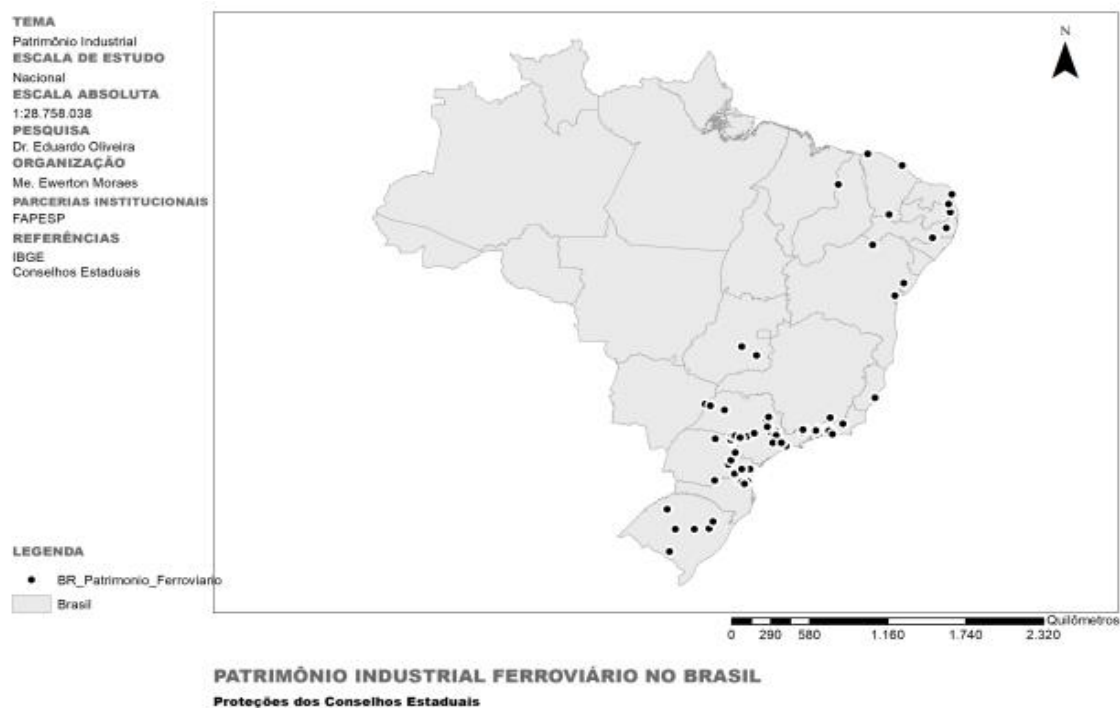 TEMA
Patrimônio Industrial
ESCALA DE ESTUDO
Nacional
ESCALA ABSOLUTA
1:28.758.038
PESQUISA
Dr. Eduardo Oliveira
ORGANIZAÇÃO
Me. Ewerton Moraes
PARCERIAS INSTITUCIONAIS
FAPESP
REFERÊNCIAS
IBGE
Conselhos Estaduais
N
LEGENDA
BR_Patrimonio_Ferroviario
Brasil
Quilômetros
0 290 580 1.160 1.740 2.320
PATRIMÔNIO INDUSTRIAL FERROVIÁRIO NO BRASIL
Proteções dos Conselhos Estaduais